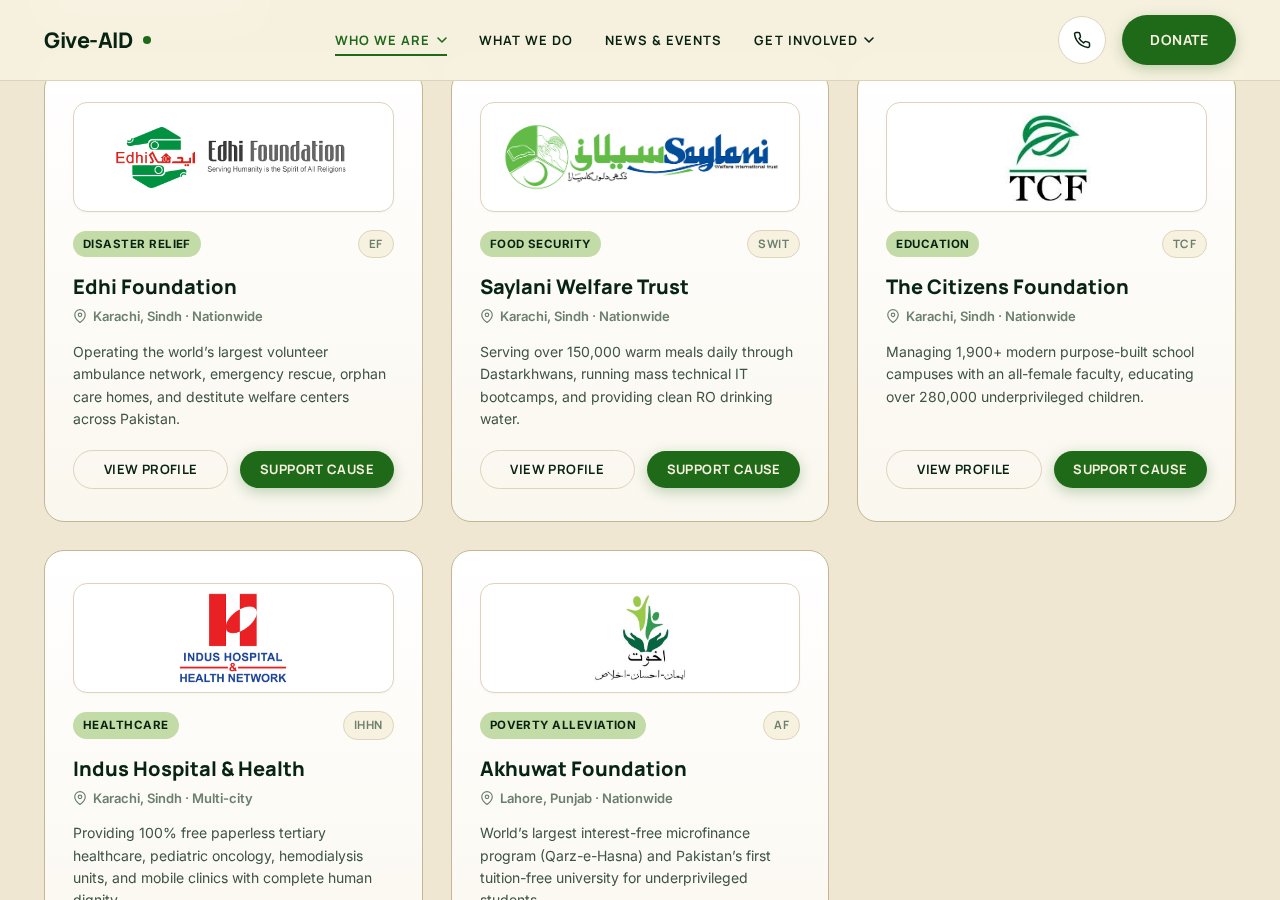 Give-AID
WHO WE ARE
WHAT WE DO
NEWS & EVENTS
GET INVOLVED
DONATE
Edhi ایدھی
Edhi Foundation
Serving Humanity is the Spirit of All Religions
سیلانی Saylani
Welfare International Trust
TCF
DISASTER RELIEF
EF
FOOD SECURITY
SWIT
EDUCATION
TCF
Edhi Foundation
Karachi, Sindh · Nationwide
Operating the world’s largest volunteer
ambulance network, emergency rescue, orphan
care homes, and destitute welfare centers
across Pakistan.
VIEW PROFILE
SUPPORT CAUSE
Saylani Welfare Trust
Karachi, Sindh · Nationwide
Serving over 150,000 warm meals daily through
Dastarkhwans, running mass technical IT
bootcamps, and providing clean RO drinking
water.
VIEW PROFILE
SUPPORT CAUSE
The Citizens Foundation
Karachi, Sindh · Nationwide
Managing 1,900+ modern purpose-built school
campuses with an all-female faculty, educating
over 280,000 underprivileged children.
VIEW PROFILE
SUPPORT CAUSE
INDUS HOSPITAL
&
HEALTH NETWORK
اخوت
ایمان-احسان-اخلاص
HEALTHCARE
IHHN
POVERTY ALLEVIATION
AF
Indus Hospital & Health
Karachi, Sindh · Multi-city
Providing 100% free paperless tertiary
healthcare, pediatric oncology, hemodialysis
units, and mobile clinics with complete human
dignity.
Akhuwat Foundation
Lahore, Punjab · Nationwide
World’s largest interest-free microfinance
program (Qarz-e-Hasna) and Pakistan’s first
tuition-free university for underprivileged
students.